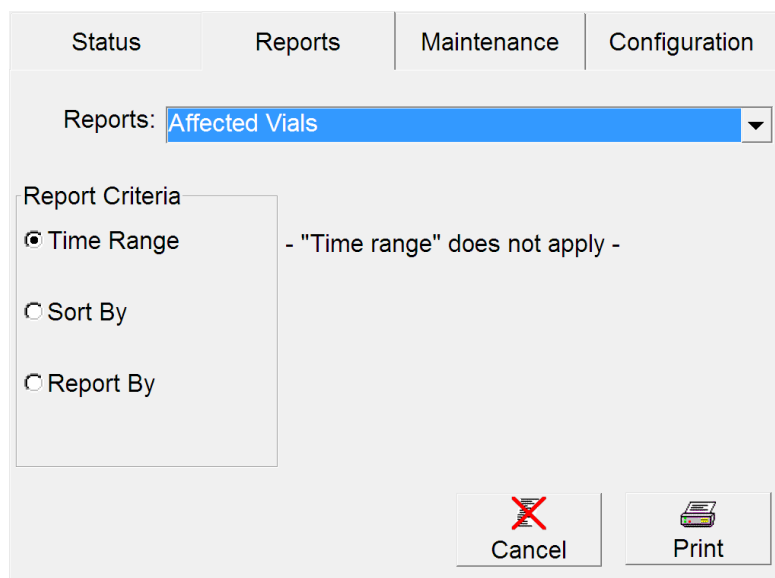 Status Reports Maintenance Configuration
Reports: Affected Vials
Report Criteria
Time Range - "Time range" does not apply -
Sort By
Report By
Cancel Print